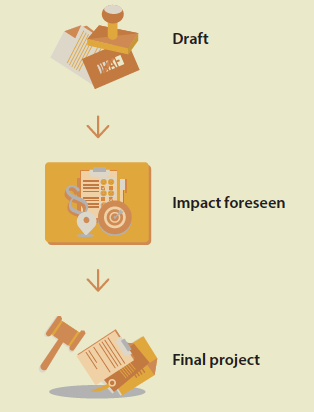 Draft
Impact foreseen
Final project